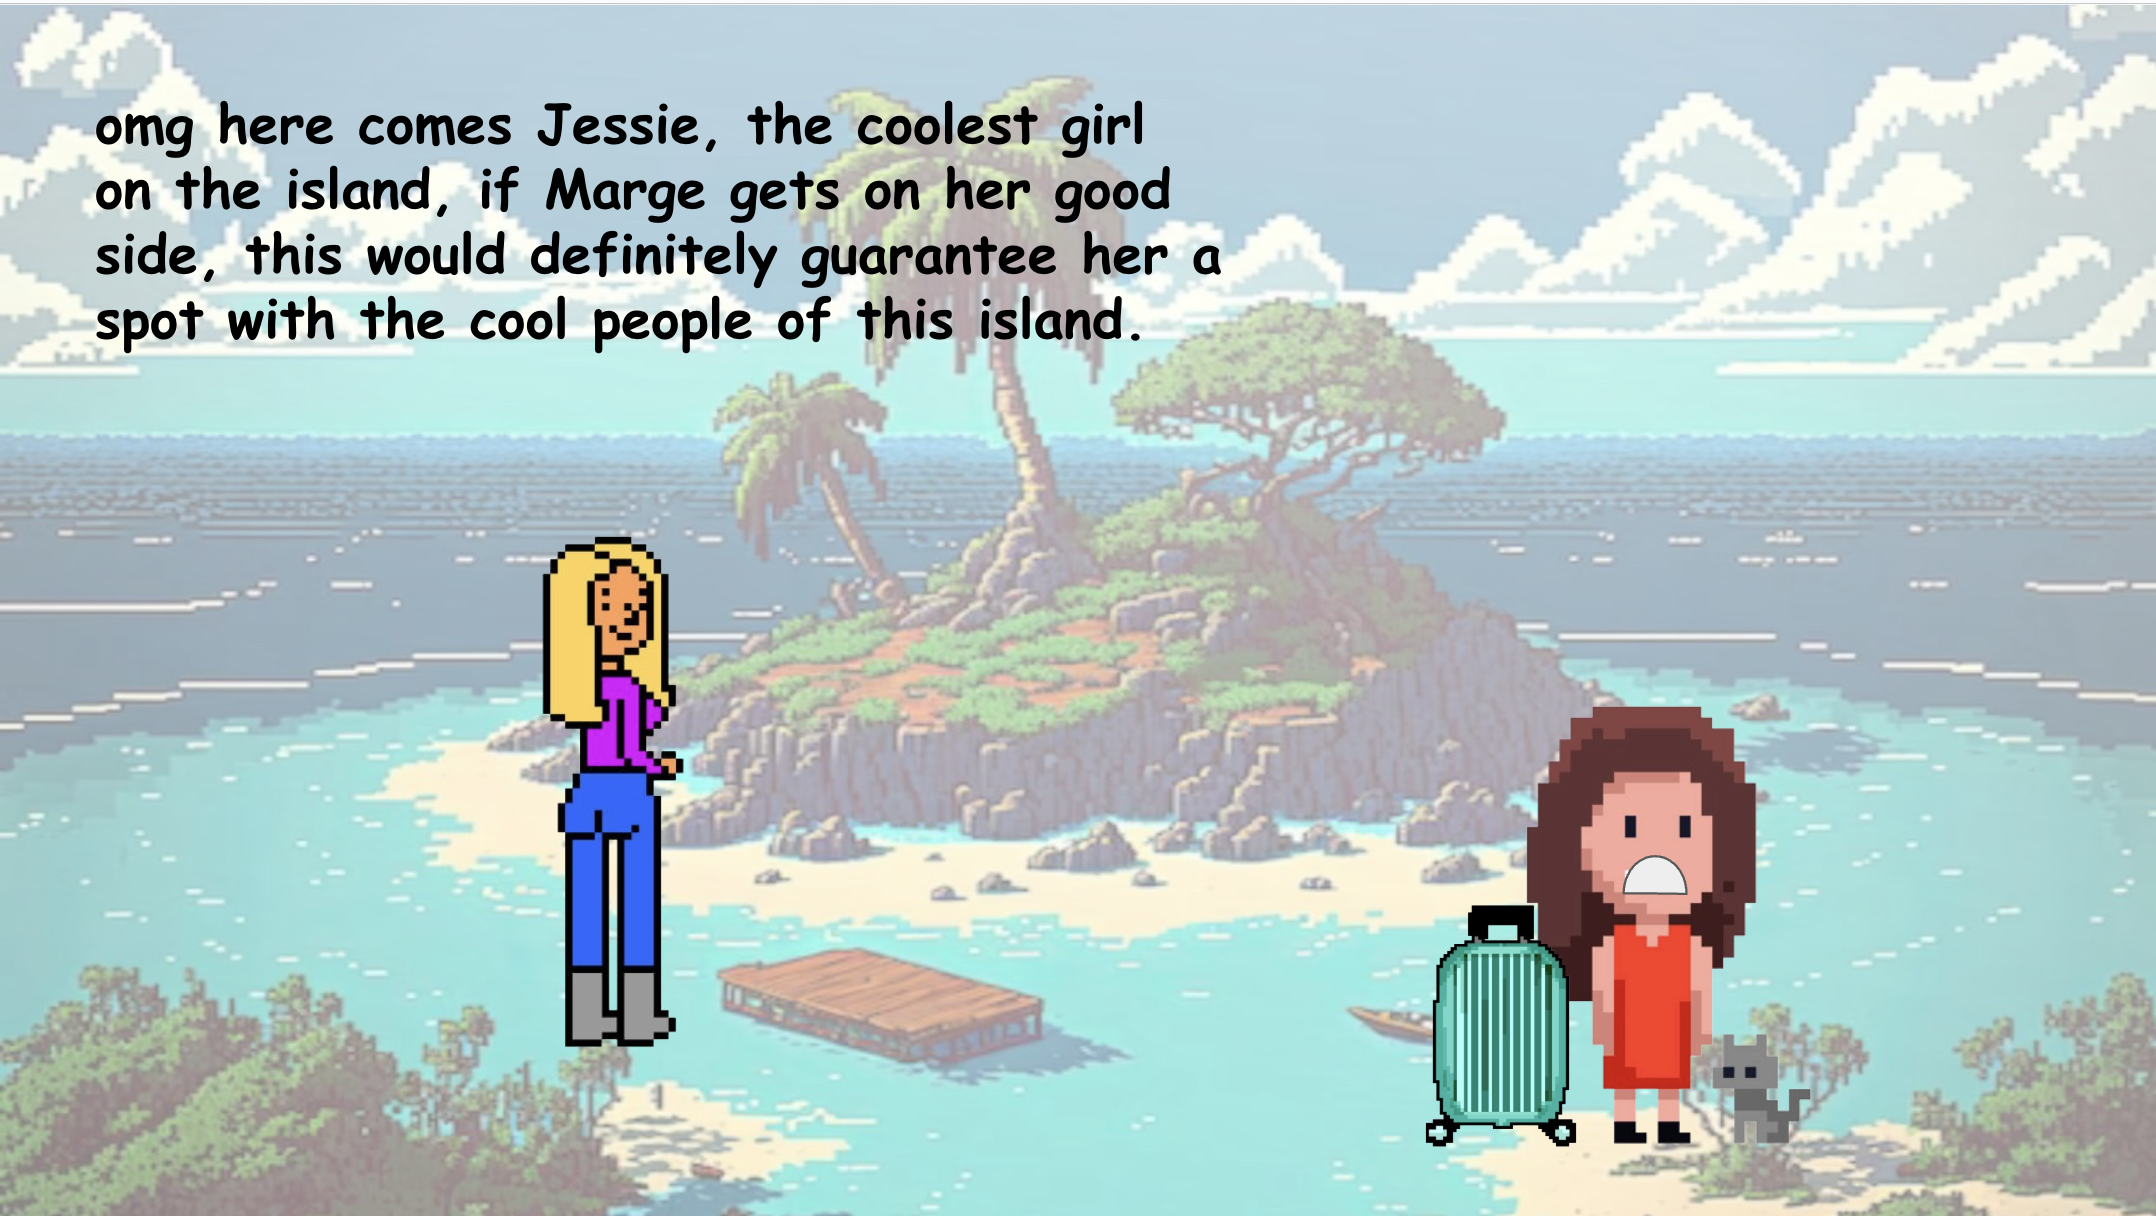 omg here comes Jessie, the coolest girl
on the island, if Marge gets on her good
side, this would definitely guarantee her a
spot with the cool people of this island.